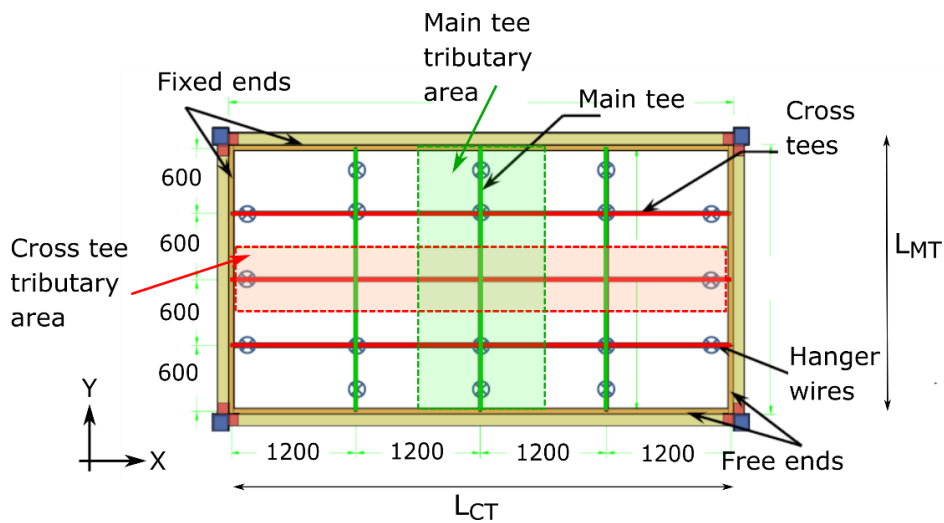 Main tee
tributary
area
Fixed ends
Main tee
Cross
tees
600
600
600
600
Cross tee
tributary
area
L_MT
Hanger
wires
Y
X
1200
1200
1200
1200
Free ends
L_CT